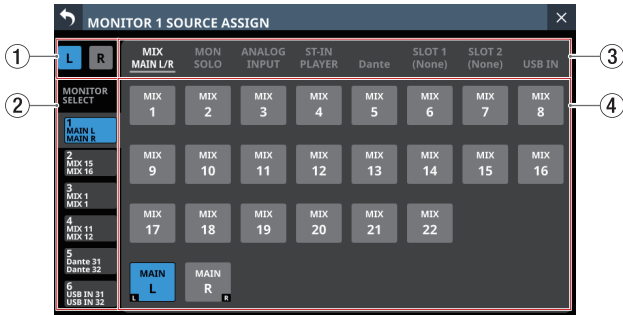 MONITOR 1 SOURCE ASSIGN
1
L R
MIX MAIN L/R
MON SOLO
ANALOG INPUT
ST-IN PLAYER
Dante
SLOT 1 (None)
SLOT 2 (None)
USB IN
3
2
MONITOR
SELECT
1
MAIN L
MAIN R
2
MIX 15
MIX 16
3
MIX 1
MIX 1
4
MIX 11
MIX 12
5
Dante 31
Dante 32
6
USB IN 31
USB IN 32
MIX 1
MIX 2
MIX 3
MIX 4
MIX 5
MIX 6
MIX 7
MIX 8
4
MIX 9
MIX 10
MIX 11
MIX 12
MIX 13
MIX 14
MIX 15
MIX 16
MIX 17
MIX 18
MIX 19
MIX 20
MIX 21
MIX 22
MAIN L
L
MAIN R
R